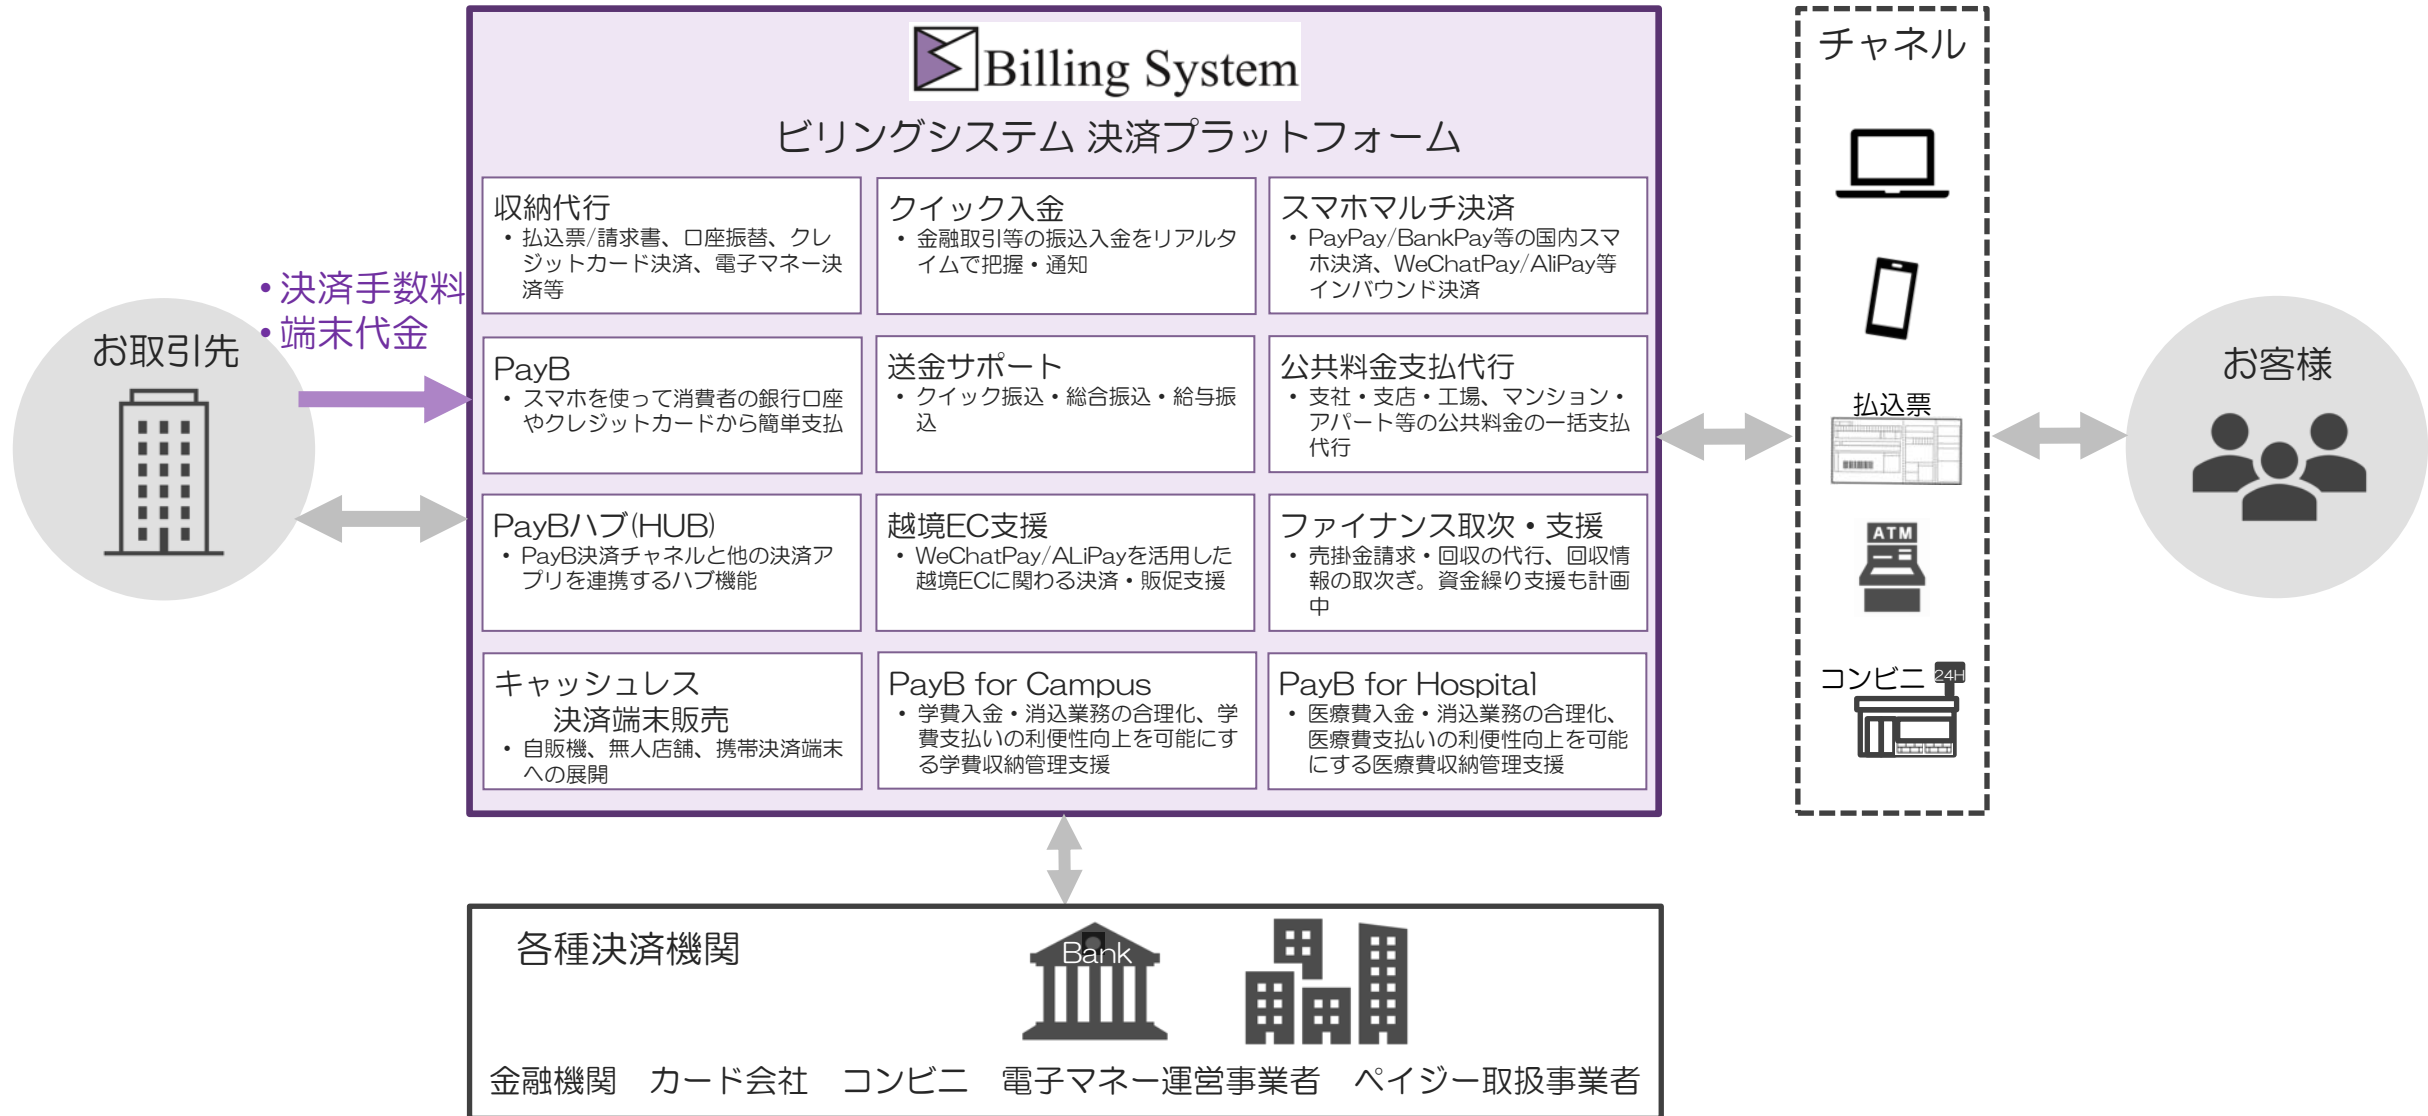 Billing System
ビリングシステム 決済プラットフォーム
収納代行
• 払込票/請求書、口座振替、クレ
ジットカード決済、電子マネー決
済等
クイック入金
• 金融取引等の振込入金をリアルタ
イムで把握・通知
スマホマルチ決済
• PayPay/BankPay等の国内スマ
ホ決済、WeChatPay/AliPay等
インバウンド決済
PayB
• スマホを使って消費者の銀行口座
やクレジットカードから簡単支払
送金サポート
• クイック振込・総合振込・給与振
込
公共料金支払代行
• 支社・支店・工場、マンション・
アパート等の公共料金の一括支払
代行
PayBハブ(HUB)
• PayB決済チャネルと他の決済ア
プリを連携するハブ機能
越境EC支援
• WeChatPay/ALiPayを活用した
越境ECに関わる決済・販促支援
ファイナンス取次・支援
• 売掛金請求・回収の代行、回収情
報の取次ぎ。資金繰り支援も計画
中
キャッシュレス
決済端末販売
• 自販機、無人店舗、携帯決済端末
への展開
PayB for Campus
• 学費入金・消込業務の合理化、学
費支払いの利便性向上を可能にす
る学費収納管理支援
PayB for Hospital
• 医療費入金・消込業務の合理化、
医療費支払いの利便性向上を可能
にする医療費収納管理支援
• 決済手数料
• 端末代金
お取引先
チャネル
払込票
ATM
コンビニ
24H
お客様
各種決済機関
Bank
金融機関 カード会社 コンビニ 電子マネー運営事業者 ペイジー取扱事業者